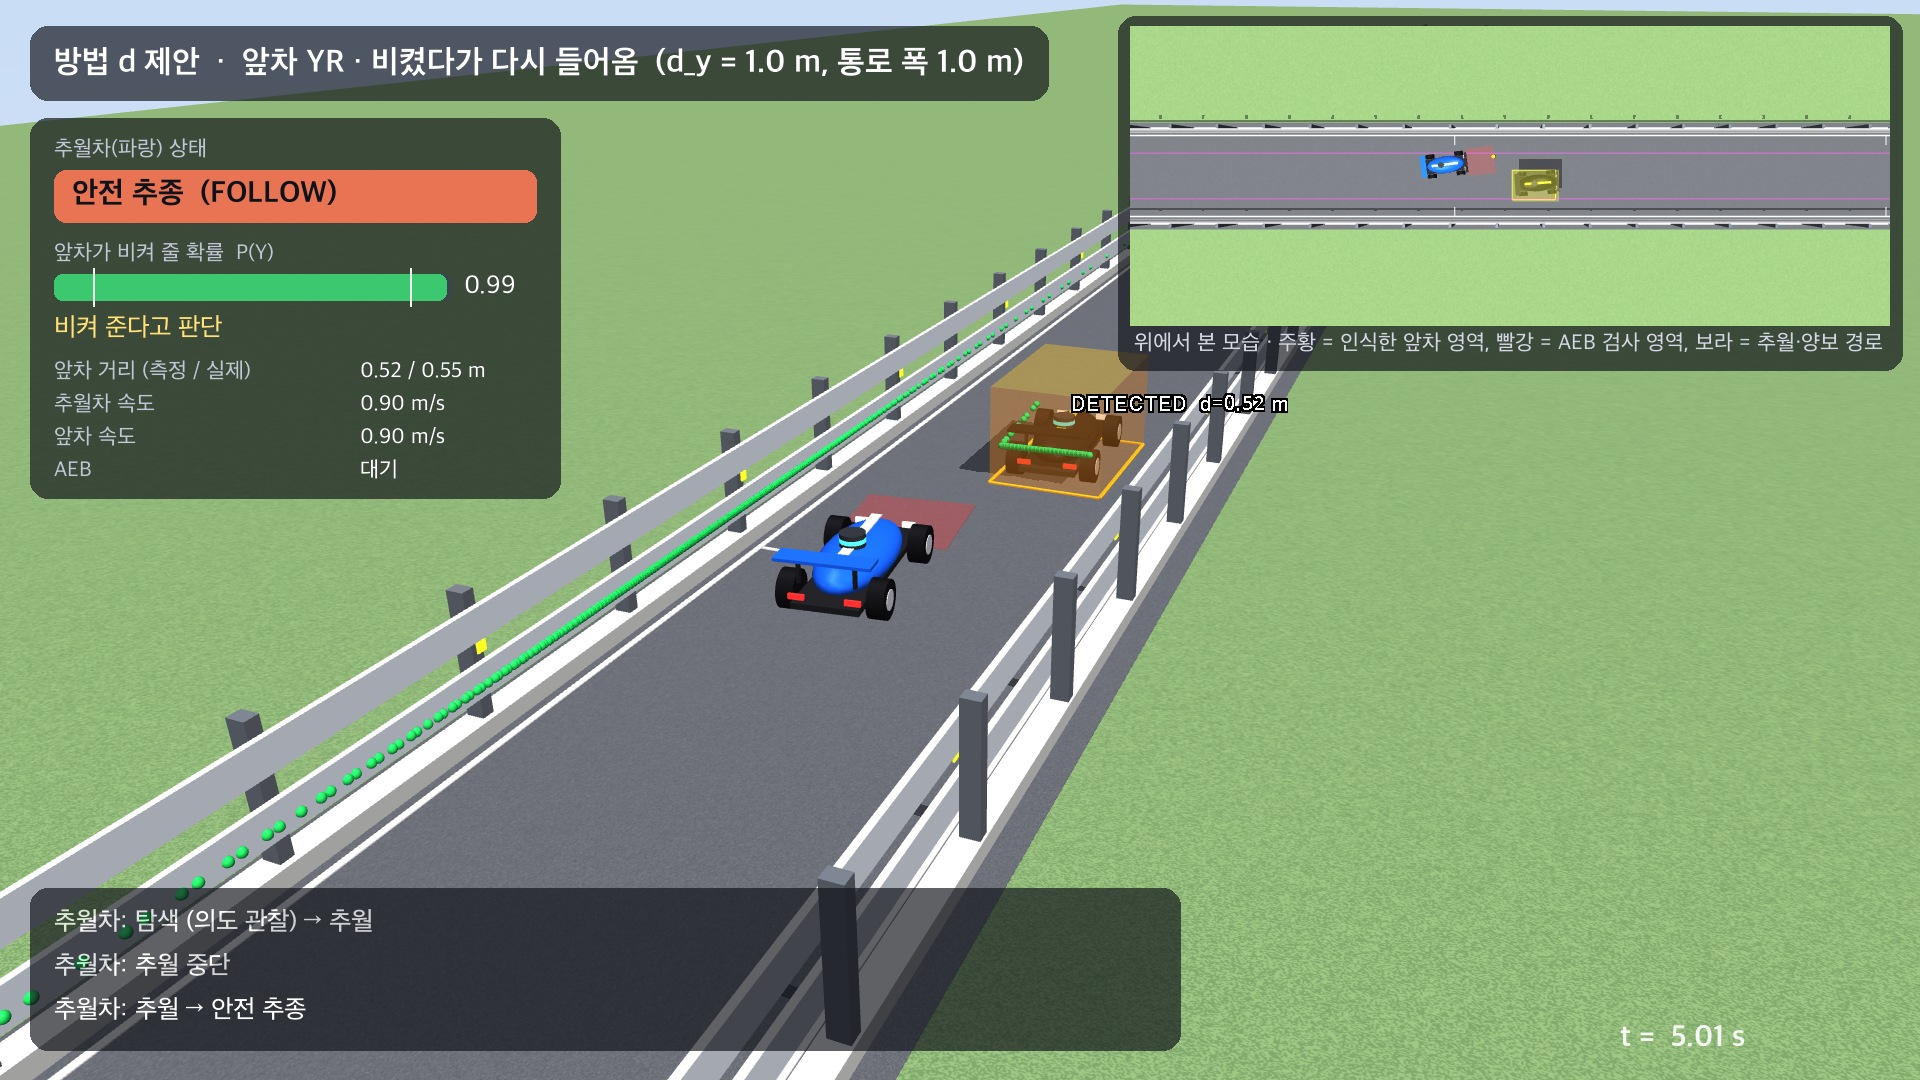 방법 d 제안 · 앞차 YR · 비켰다가 다시 들어옴 (d_y = 1.0 m, 통로 폭 1.0 m)
추월차(파랑) 상태
안전 추종 (FOLLOW)
앞차가 비켜 줄 확률 P(Y)
0.99
비켜 준다고 판단
앞차 거리 (측정 / 실제) 0.52 / 0.55 m
추월차 속도 0.90 m/s
앞차 속도 0.90 m/s
AEB 대기
위에서 본 모습 · 주황 = 인식한 앞차 영역, 빨강 = AEB 검사 영역, 보라 = 추월·양보 경로
DETECTED d=0.52 m
추월차: 탐색 (의도 관찰) → 추월
추월차: 추월 중단
추월차: 추월 → 안전 추종
t = 5.01 s